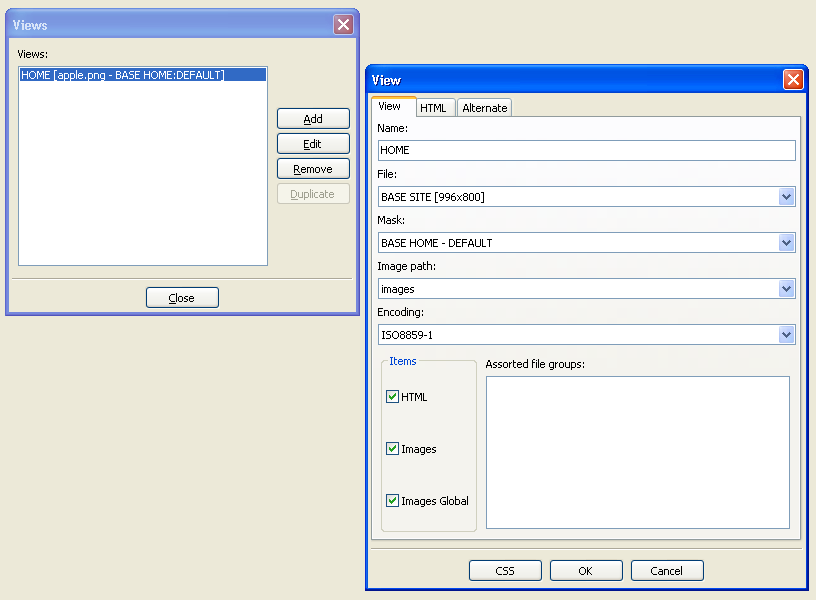 Views
Views:
HOME [apple.png - BASE HOME:DEFAULT]
Add
Edit
Remove
Duplicate
Close
View
View HTML Alternate
Name:
HOME
File:
BASE SITE [996x800]
Mask:
BASE HOME - DEFAULT
Image path:
images
Encoding:
ISO8859-1
Items
HTML
Images
Images Global
Assorted file groups:
CSS OK Cancel